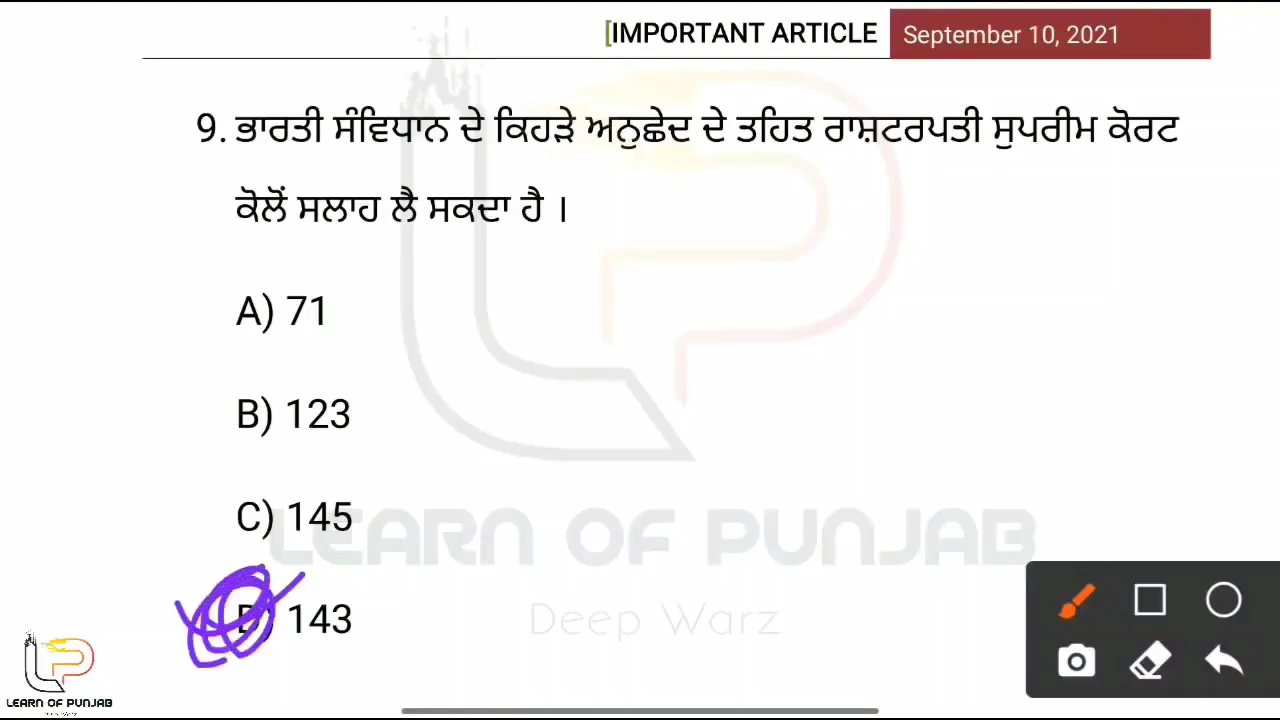 [IMPORTANT ARTICLE September 10, 2021
9. ਭਾਰਤੀ ਸੰਵਿਧਾਨ ਦੇ ਕਿਹੜੇ ਅਨੁਛੇਦ ਦੇ ਤਹਿਤ ਰਾਸ਼ਟਰਪਤੀ ਸੁਪਰੀਮ ਕੋਰਟ
ਕੋਲੋਂ ਸਲਾਹ ਲੈ ਸਕਦਾ ਹੈ ।
A) 71
B) 123
C) 145
LEARN OF PUNJAB
D) 143
Deep Warz
LEARN OF PUNJAB